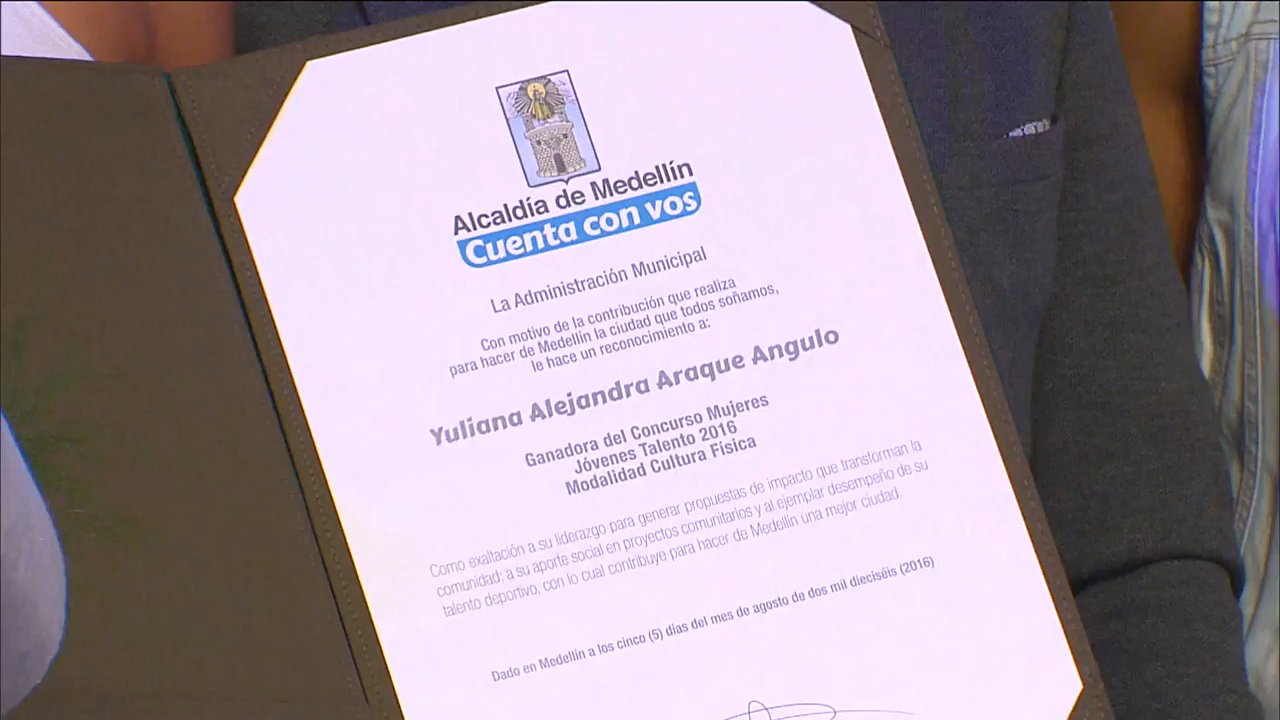 Alcaldía de Medellín
Cuenta con vos
La Administración Municipal
Con motivo de la contribución que realiza
para hacer de Medellín la ciudad que todos soñamos,
le hace un reconocimiento a:
Yuliana Alejandra Araque Angulo
Ganadora del Concurso Mujeres
Jóvenes Talento 2016
Modalidad Cultura Física
Como exaltación a su liderazgo para generar propuestas de impacto que transforman la
comunidad; a su aporte social en proyectos comunitarios y al ejemplar desempeño de su
talento deportivo, con lo cual contribuye para hacer de Medellín una mejor ciudad.
Dado en Medellín a los cinco (5) días del mes de agosto de dos mil dieciséis (2016)